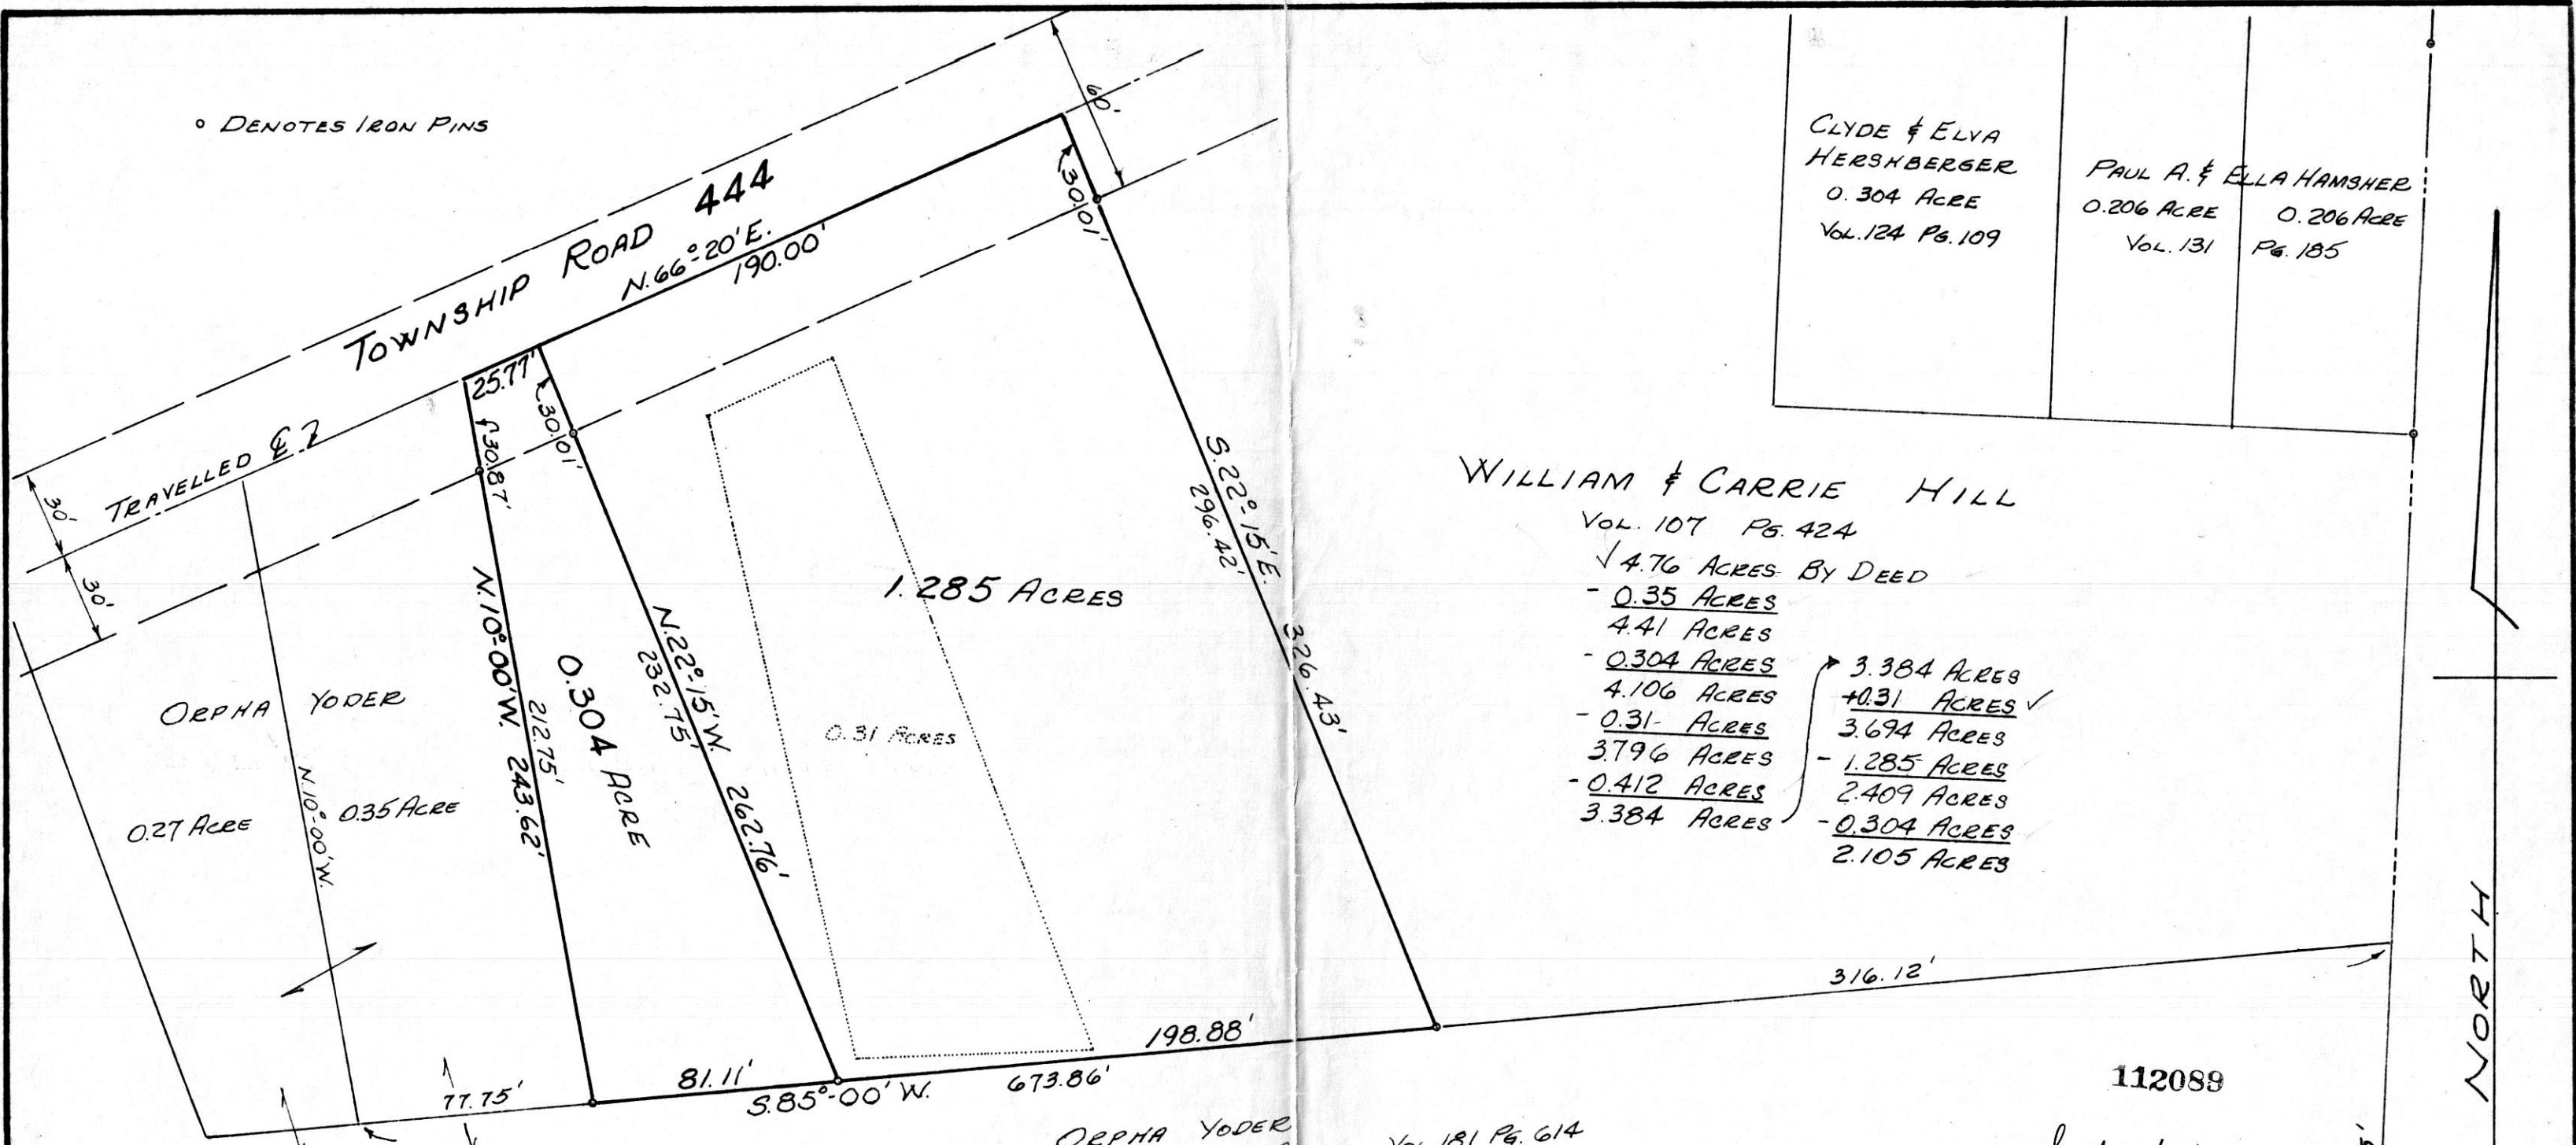 ° DENOTES IRON PINS
TOWNSHIP ROAD 444
N.66°-20'E.
190.00'
60'
30.01'
TRAVELLED ℄
30'
30'
25.77'
30.87'
30.01'
CLYDE & ELVA
HERSHBERGER
0.304 ACRE
VOL.124 PG.109
PAUL A. & ELLA HAMSHER
0.206 ACRE 0.206 ACRE
VOL. 131 PG. 185
WILLIAM & CARRIE HILL
VOL. 107 PG. 424
√ 4.76 ACRES BY DEED
- 0.35 ACRES
4.41 ACRES
- 0.304 ACRES
4.106 ACRES
- 0.31- ACRES
3.796 ACRES
- 0.412 ACRES
3.384 ACRES
3.384 ACRES
+0.31 ACRES √
3.694 ACRES
- 1.285 ACRES
2.409 ACRES
- 0.304 ACRES
2.105 ACRES
S.22°-15'E.
296.42'
326.43'
1.285 ACRES
0.31 ACRES
N.22°-15'W. 262.76'
232.75'
0.304 ACRE
N.10°-00'W. 243.62'
212.75'
ORPHA YODER
0.27 ACRE
0.35 ACRE
N.10°-00'W.
77.75'
81.11'
198.88'
316.12'
S.85°-00'W. 673.86'
ORPHA YODER VOL. 181 PG. 614
112089
NORTH